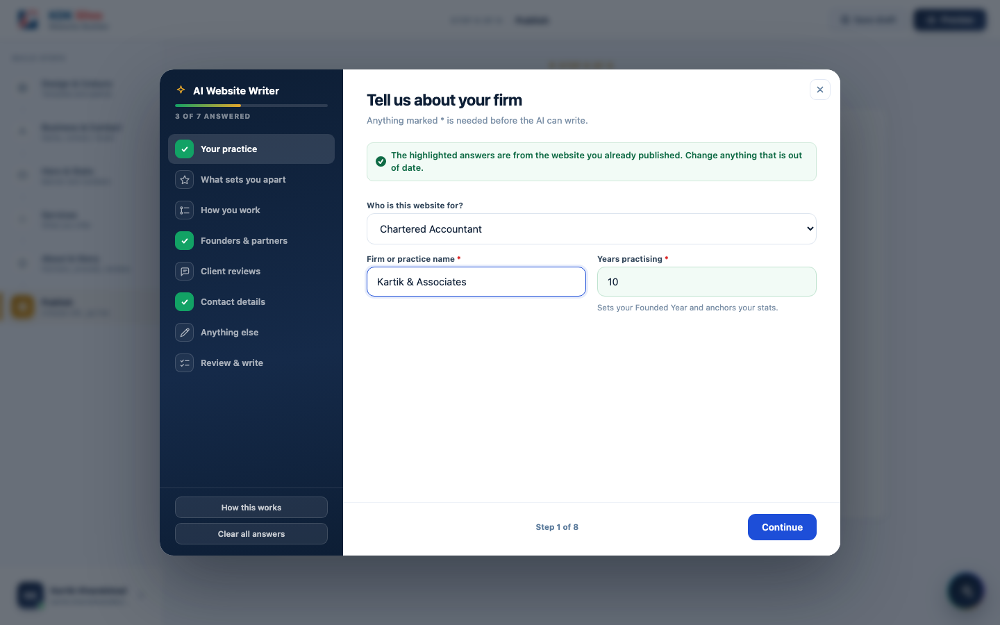 AI Website Writer
3 OF 7 ANSWERED
Your practice
What sets you apart
How you work
Founders & partners
Client reviews
Contact details
Anything else
Review & write
How this works
Clear all answers
Tell us about your firm
Anything marked * is needed before the AI can write.
The highlighted answers are from the website you already published. Change anything that is out
of date.
Who is this website for?
Chartered Accountant
Firm or practice name *
Kartik & Associates
Years practising *
10
Sets your Founded Year and anchors your stats.
Step 1 of 8
Continue